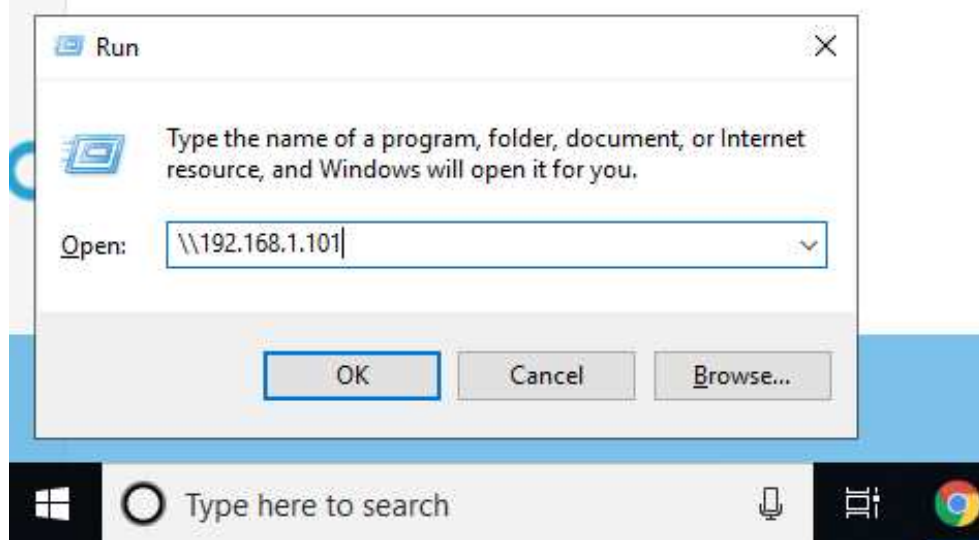 Run
Type the name of a program, folder, document, or Internet
resource, and Windows will open it for you.
Open: \\192.168.1.101
OK Cancel Browse...
Type here to search